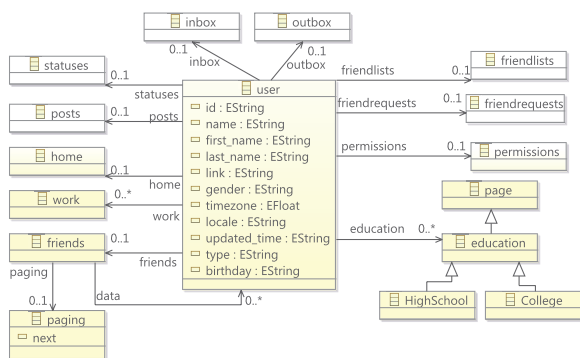 inbox
outbox
0..1
inbox
0..1
outbox
statuses
0..1
statuses
friendlists
0..1
friendlists
posts
0..1
posts
friendrequests
0..1
friendrequests
home
0..1
home
permissions
0..1
permissions
work
0..*
work
user
id : EString
name : EString
first_name : EString
last_name : EString
link : EString
gender : EString
timezone : EFloat
locale : EString
updated_time : EString
type : EString
birthday : EString
page
education
0..*
education
friends
0..1
friends
paging
0..1
data
0..*
HighSchool
College
paging
next